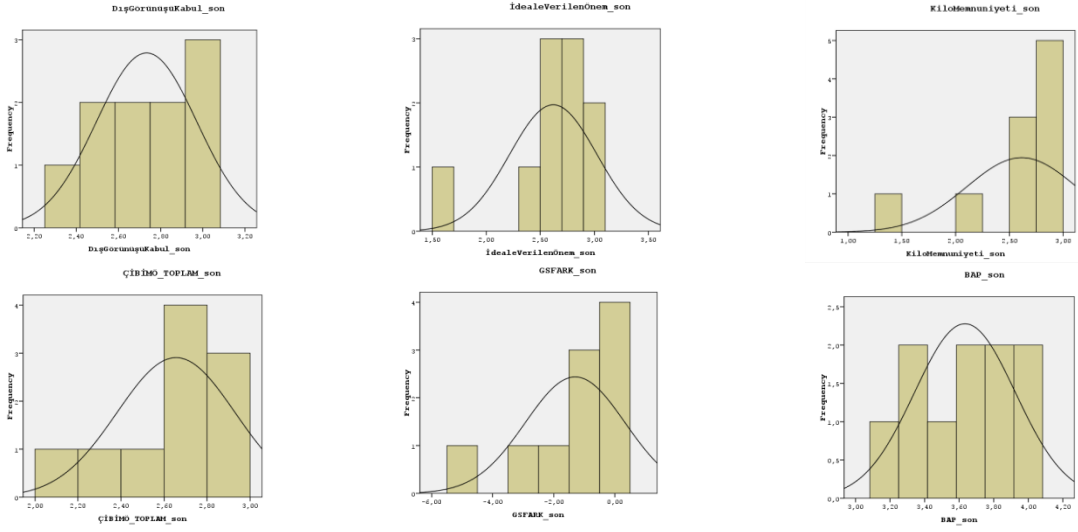 DışGörünüşüKabul_son
Frequency
3
2
1
0
2,20 2,40 2,60 2,80 3,00 3,20
DışGörünüşüKabul_son
İdealeVerilenÖnem_son
Frequency
3
2
1
0
1,50 2,00 2,50 3,00 3,50
İdealeVerilenÖnem_son
KiloMemnuniyeti_son
Frequency
5
4
3
2
1
0
1,00 1,50 2,00 2,50 3,00
KiloMemnuniyeti_son
ÇİBİMÖ_TOPLAM_son
Frequency
4
3
2
1
0
2,00 2,20 2,40 2,60 2,80 3,00
ÇİBİMÖ_TOPLAM_son
GSFARK_son
Frequency
4
3
2
1
0
-6,00 -4,00 -2,00 0,00
GSFARK_son
BAP_son
Frequency
2,5
2,0
1,5
1,0
0,5
0,0
3,00 3,20 3,40 3,60 3,80 4,00 4,20
BAP_son